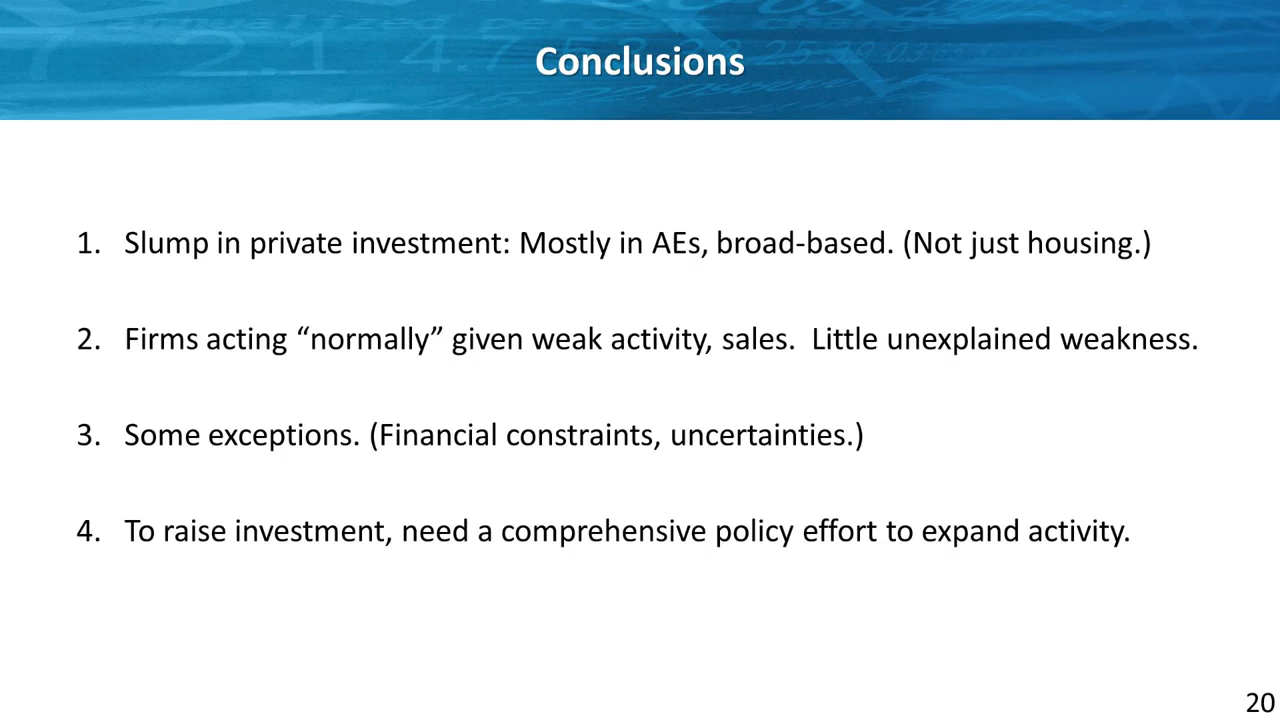 Conclusions
1. Slump in private investment: Mostly in AEs, broad-based. (Not just housing.)
2. Firms acting “normally” given weak activity, sales.  Little unexplained weakness.
3. Some exceptions. (Financial constraints, uncertainties.)
4. To raise investment, need a comprehensive policy effort to expand activity.
20